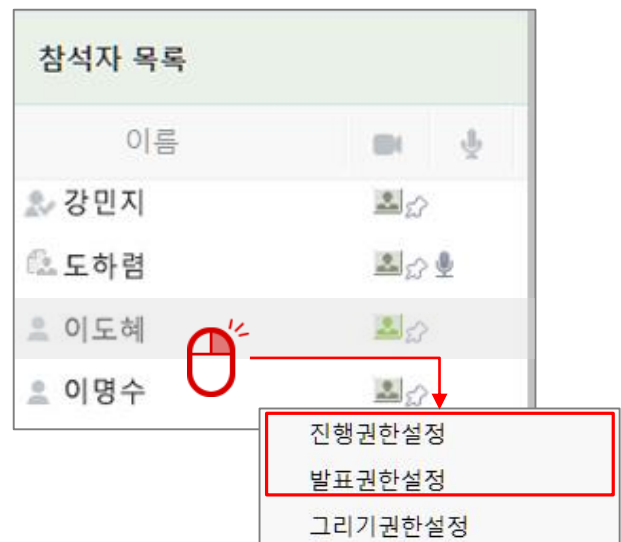 참석자 목록
이름
강민지
도하렴
이도혜
이명수
진행권한설정
발표권한설정
그리기권한설정